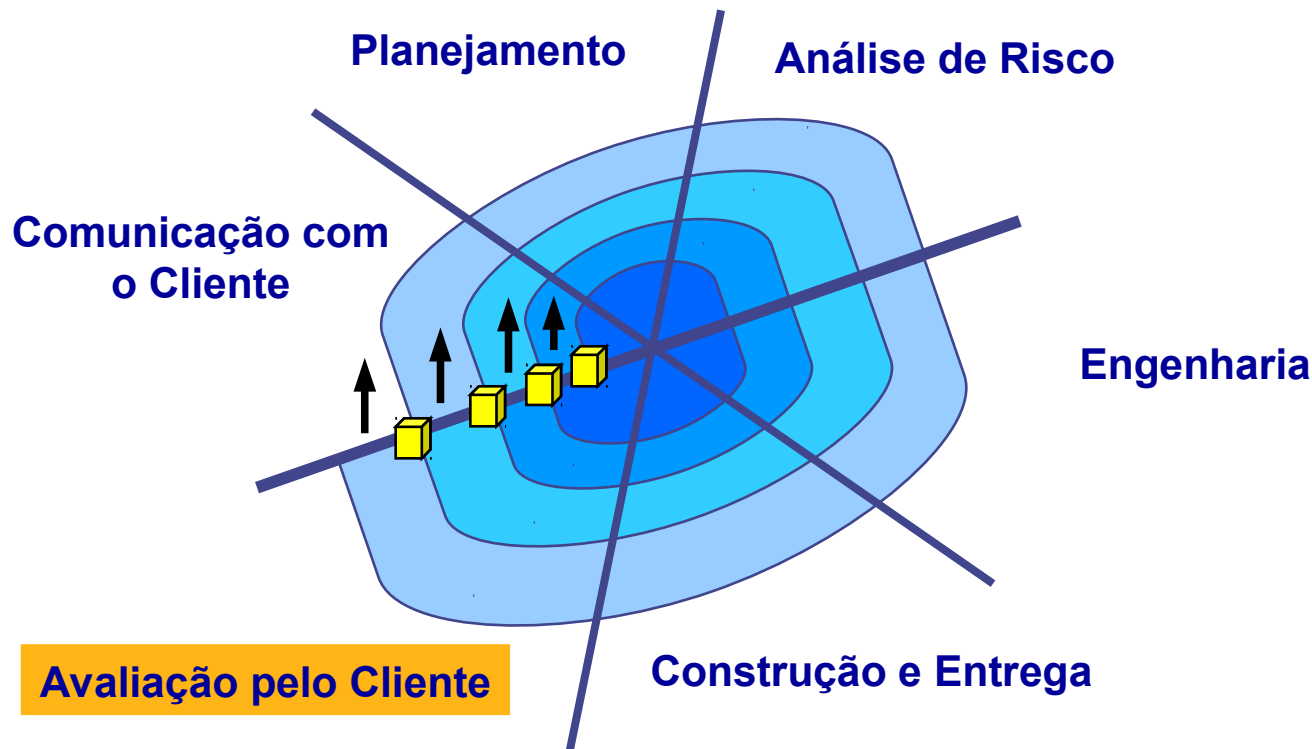 Planejamento
Análise de Risco
Comunicação com
o Cliente
Engenharia
Construção e Entrega
Avaliação pelo Cliente